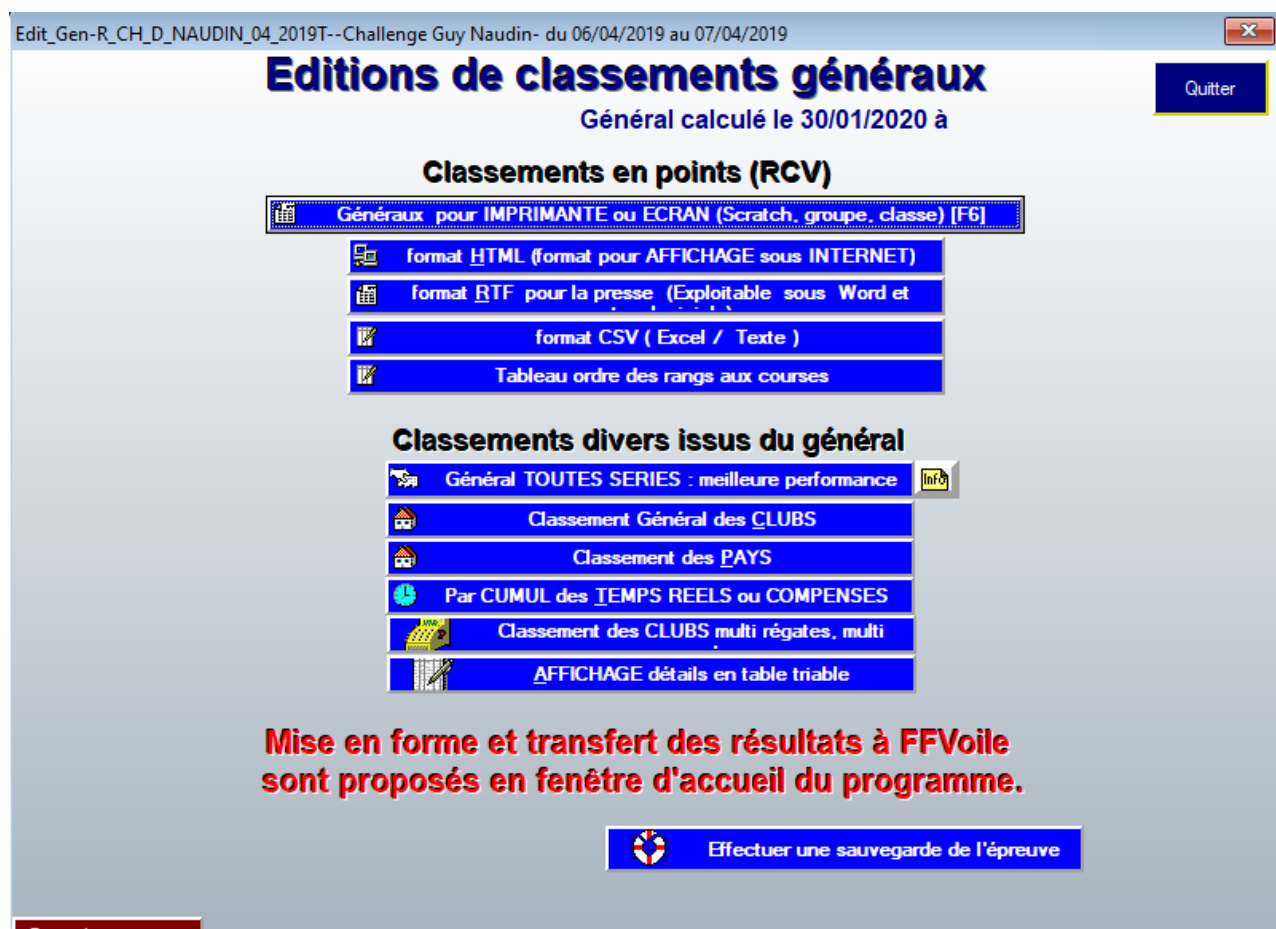 Edit_Gen-R_CH_D_NAUDIN_04_2019T--Challenge Guy Naudin- du 06/04/2019 au 07/04/2019
Editions de classements généraux
Quitter
Général calculé le 30/01/2020 à
Classements en points (RCV)
Généraux pour IMPRIMANTE ou ECRAN (Scratch, groupe, classe) [F6]
format HTML (format pour AFFICHAGE sous INTERNET)
format RTF pour la presse (Exploitable sous Word et
format CSV ( Excel / Texte )
Tableau ordre des rangs aux courses
Classements divers issus du général
Général TOUTES SERIES : meilleure performance
Info
Classement Général des CLUBS
Classement des PAYS
Par CUMUL des TEMPS REELS ou COMPENSES
Classement des CLUBS multi régates, multi
AFFICHAGE détails en table triable
Mise en forme et transfert des résultats à FFVoile
sont proposés en fenêtre d'accueil du programme.
Effectuer une sauvegarde de l'épreuve